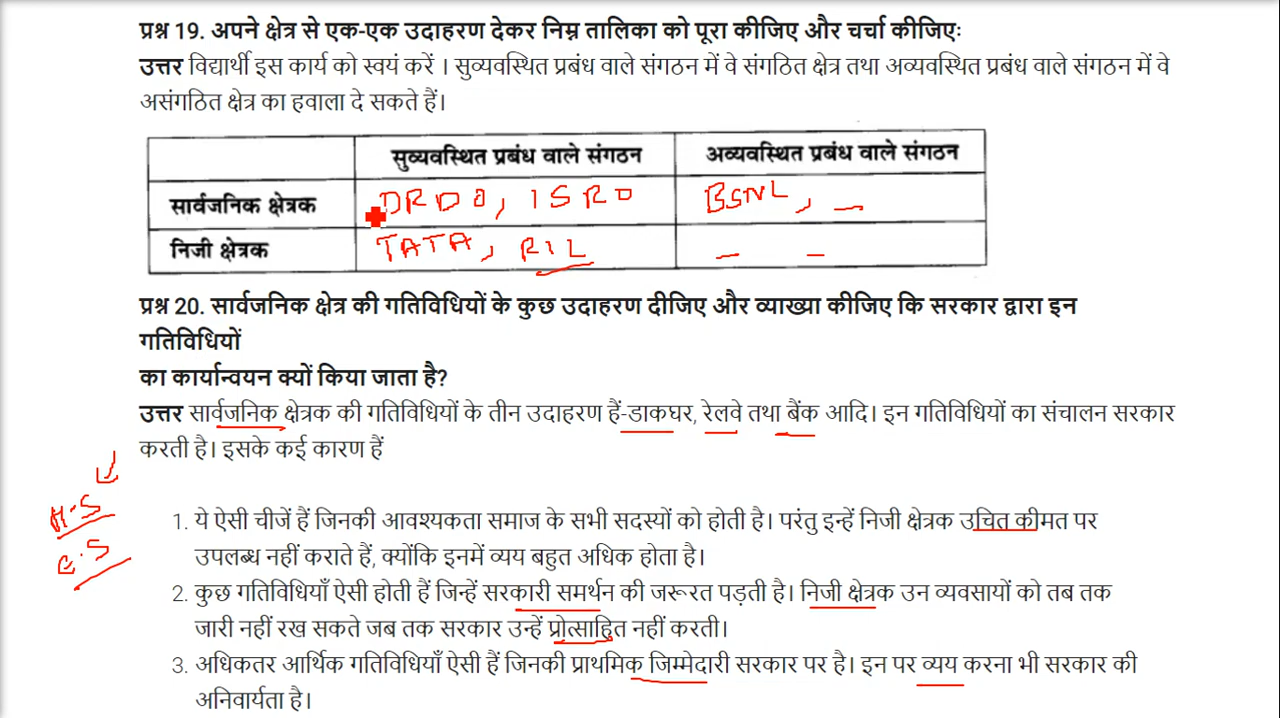 प्रश्न 19. अपने क्षेत्र से एक-एक उदाहरण देकर निम्न तालिका को पूरा कीजिए और चर्चा कीजिएः
उत्तर विद्यार्थी इस कार्य को स्वयं करें । सुव्यवस्थित प्रबंध वाले संगठन में वे संगठित क्षेत्र तथा अव्यवस्थित प्रबंध वाले संगठन में वे
असंगठित क्षेत्र का हवाला दे सकते हैं।
सुव्यवस्थित प्रबंध वाले संगठन अव्यवस्थित प्रबंध वाले संगठन
सार्वजनिक क्षेत्रक DRDO, ISRO BSNL, _
निजी क्षेत्रक TATA, RIL _ _
प्रश्न 20. सार्वजनिक क्षेत्र की गतिविधियों के कुछ उदाहरण दीजिए और व्याख्या कीजिए कि सरकार द्वारा इन
गतिविधियों
का कार्यान्वयन क्यों किया जाता है?
उत्तर सार्वजनिक क्षेत्रक की गतिविधियों के तीन उदाहरण हैं-डाकघर, रेलवे तथा बैंक आदि। इन गतिविधियों का संचालन सरकार
करती है। इसके कई कारण हैं
H.S
1. ये ऐसी चीजें हैं जिनकी आवश्यकता समाज के सभी सदस्यों को होती है। परंतु इन्हें निजी क्षेत्रक उचित कीमत पर
उपलब्ध नहीं कराते हैं, क्योंकि इनमें व्यय बहुत अधिक होता है।
2. कुछ गतिविधियाँ ऐसी होती हैं जिन्हें सरकारी समर्थन की जरूरत पड़ती है। निजी क्षेत्रक उन व्यवसायों को तब तक
जारी नहीं रख सकते जब तक सरकार उन्हें प्रोत्साहित नहीं करती।
3. अधिकतर आर्थिक गतिविधियाँ ऐसी हैं जिनकी प्राथमिक जिम्मेदारी सरकार पर है। इन पर व्यय करना भी सरकार की
अनिवार्यता है।